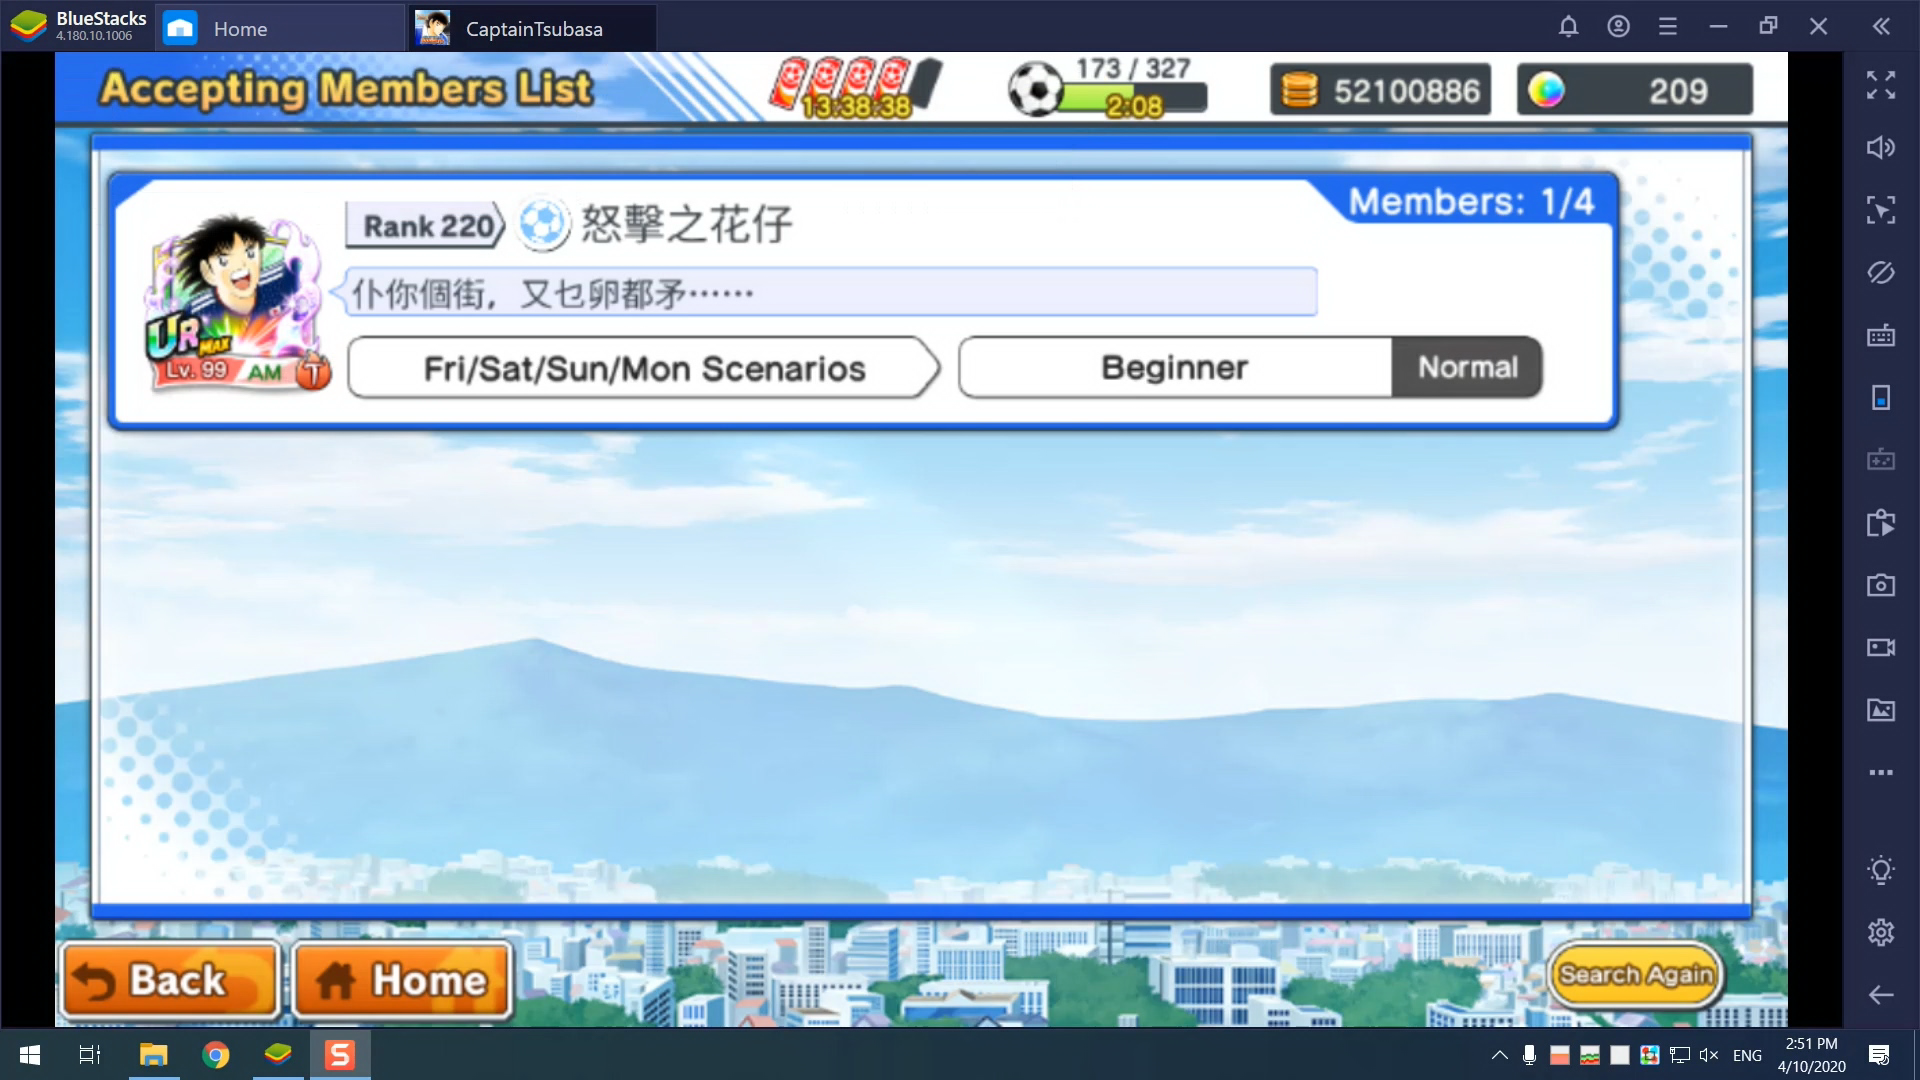 BlueStacks
4.180.10.1006
Home
CaptainTsubasa
Accepting Members List
13:38:38
173 / 327
2:08
52100886
209
Members: 1/4
Rank 220
怒擊之花仔
仆你個街，又乜卵都矛……
UR MAX
Lv. 99 AM T
Fri/Sat/Sun/Mon Scenarios
Beginner
Normal
Back
Home
Search Again
S
ENG
2:51 PM
4/10/2020